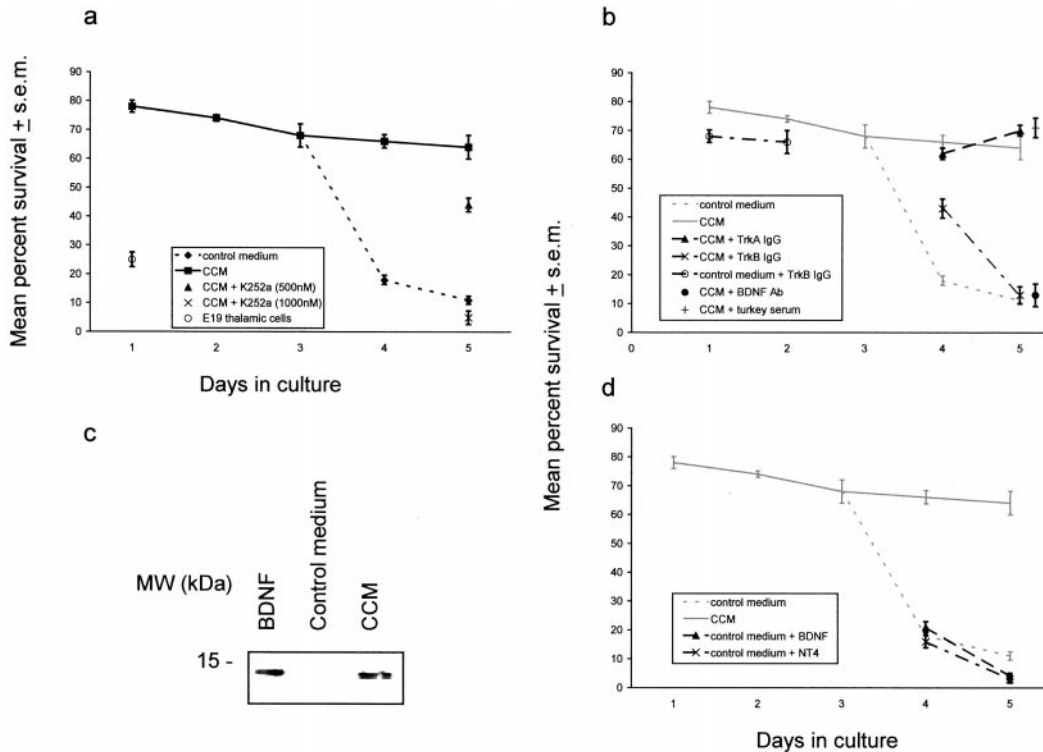 a
Mean percent survival ± s.e.m.
90
80
70
60
50
40
30
20
10
0
control medium
CCM
CCM + K252a (500nM)
CCM + K252a (1000nM)
E19 thalamic cells
1 2 3 4 5
Days in culture
b
Mean percent survival ± s.e.m.
90
80
70
60
50
40
30
20
10
0
control medium
CCM
CCM + TrkA IgG
CCM + TrkB IgG
control medium + TrkB IgG
CCM + BDNF Ab
CCM + turkey serum
0 1 2 3 4 5
c
MW (kDa)
BDNF
Control medium
CCM
15 -
d
90
80
70
60
50
40
30
20
10
0
control medium
CCM
control medium + BDNF
control medium + NT4
1 2 3 4 5
Days in culture